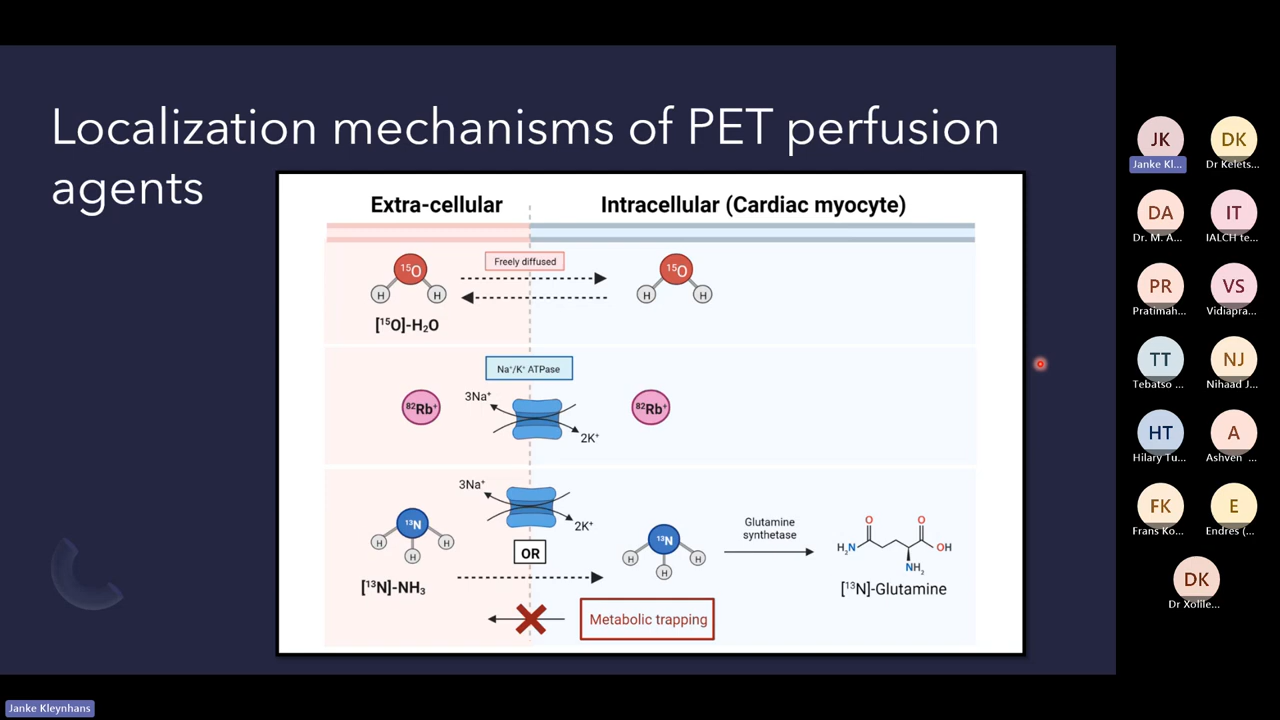 Localization mechanisms of PET perfusion
agents
Extra-cellular
Intracellular (Cardiac myocyte)
Freely diffused
¹⁵O
H
H
[¹⁵O]-H₂O
¹⁵O
H
H
Na⁺/K⁺ ATPase
⁸²Rb⁺
3Na⁺
2K⁺
⁸²Rb⁺
3Na⁺
2K⁺
OR
¹³N
H
H
H
[¹³N]-NH₃
¹³N
H
H
H
Glutamine
synthetase
O
O
H₂N
OH
NH₂
[¹³N]-Glutamine
Metabolic trapping
JK
Janke Kl...
DK
Dr Kelets...
DA
Dr. M. A...
IT
IALCH te...
PR
Pratimah...
VS
Vidiapra...
TT
Tebatso ...
NJ
Nihaad J...
HT
Hilary Tu...
A
Ashven ...
FK
Frans Ko...
E
Endres (...
DK
Dr Xolile...
Janke Kleynhans